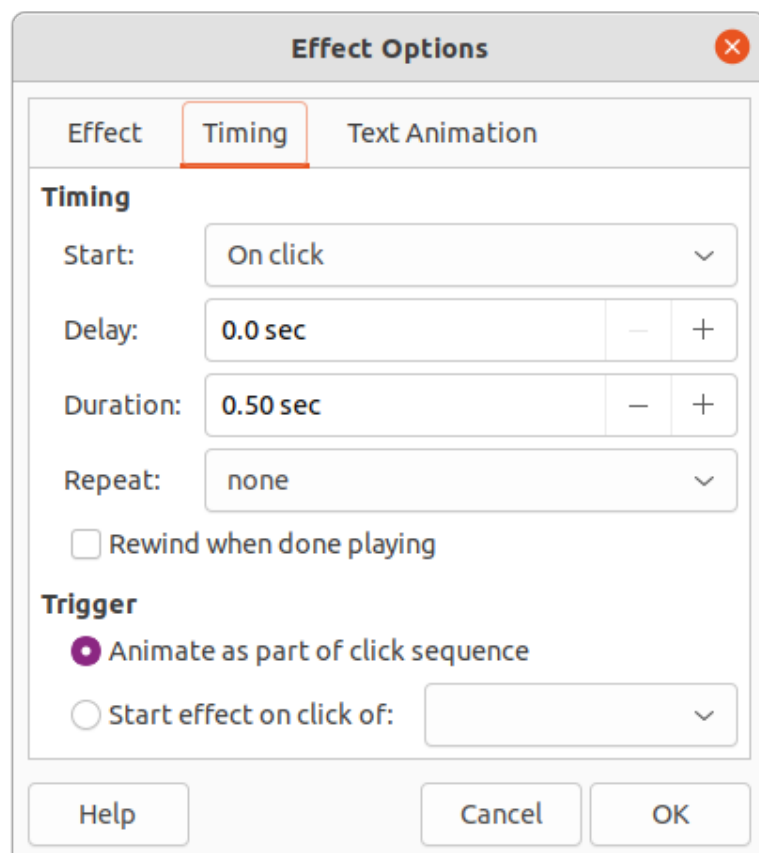 Effect Options
Effect Timing Text Animation
Timing
Start: On click
Delay: 0.0 sec
Duration: 0.50 sec
Repeat: none
Rewind when done playing
Trigger
Animate as part of click sequence
Start effect on click of:
Help Cancel OK